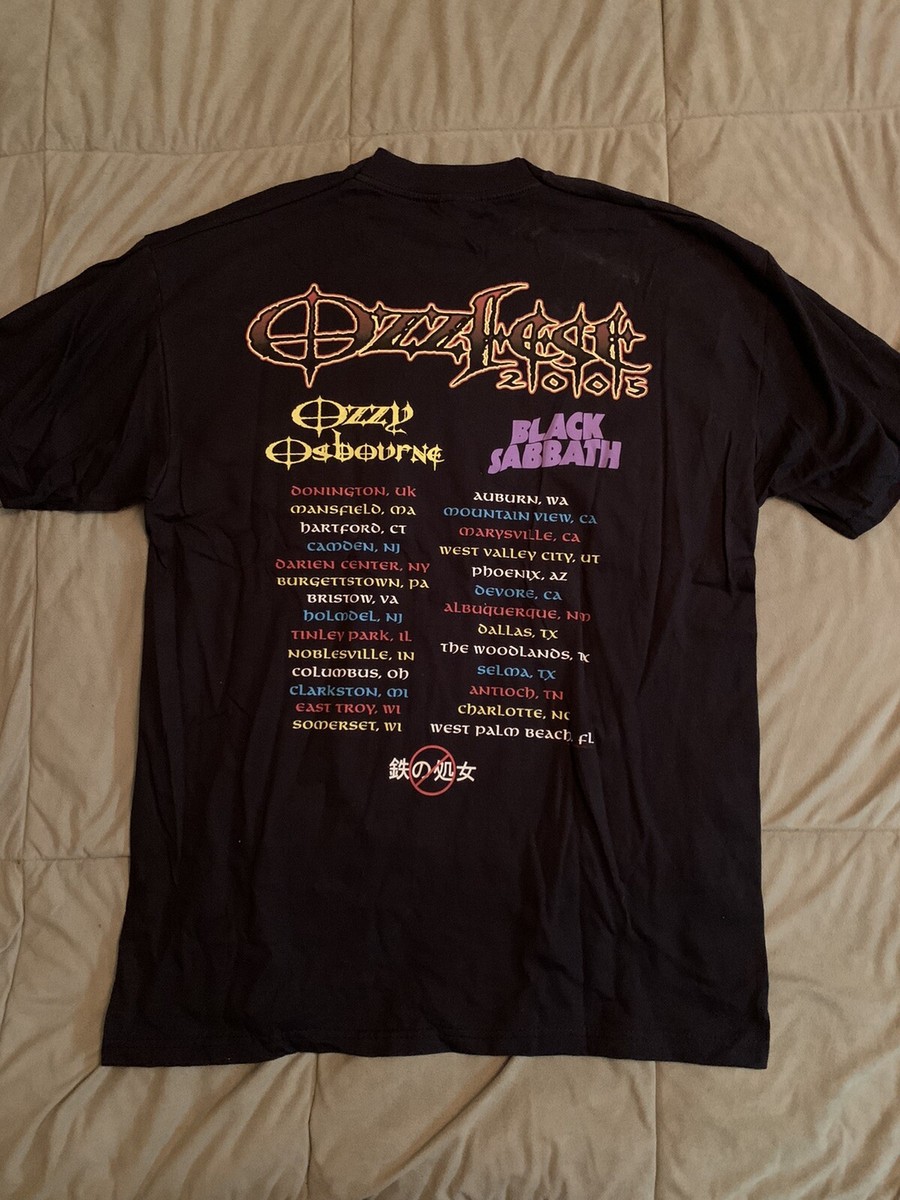 Ozzfest
2005
Ozzy
Osbourne
BLACK
SABBATH
DONINGTON, UK
MANSFIELD, MA
HARTFORD, CT
CAMDEN, NJ
DARIEN CENTER, NY
BURGETTSTOWN, PA
BRISTOW, VA
HOLMDEL, NJ
TINLEY PARK, IL
NOBLESVILLE, IN
COLUMBUS, OH
CLARKSTON, MI
EAST TROY, WI
SOMERSET, WI
AUBURN, WA
MOUNTAIN VIEW, CA
MARYSVILLE, CA
WEST VALLEY CITY, UT
PHOENIX, AZ
DEVORE, CA
ALBUQUERQUE, NM
DALLAS, TX
THE WOODLANDS, TX
SELMA, TX
ANTIOCH, TN
CHARLOTTE, NC
WEST PALM BEACH, FL
鉄の処女